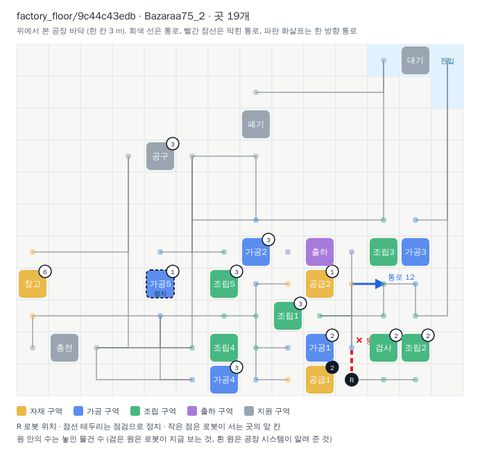 factory_floor/9c44c43edb · Bazaraa75_2 · 곳 19개
위에서 본 공장 바닥 (한 칸 3 m). 회색 선은 통로, 빨간 점선은 막힌 통로, 파란 화살표는 한 방향 통로
대기
진입
폐기
공구
3
가공2
3
출하
조립3
가공3
창고
6
가공5
1
조립5
3
공급2
1
통로 12
조립1
3
충전
조립4
가공1
2
검사
2
조립2
2
가공4
3
공급1
2
R
자재 구역
가공 구역
조립 구역
출하 구역
지원 구역
R 로봇 위치 · 점선 테두리는 점검으로 정지 · 작은 점은 로봇이 서는 곳의 앞 칸
원 안의 수는 놓인 물건 수 (검은 원은 로봇이 지금 보는 것, 흰 원은 공장 시스템이 알려 준 것)